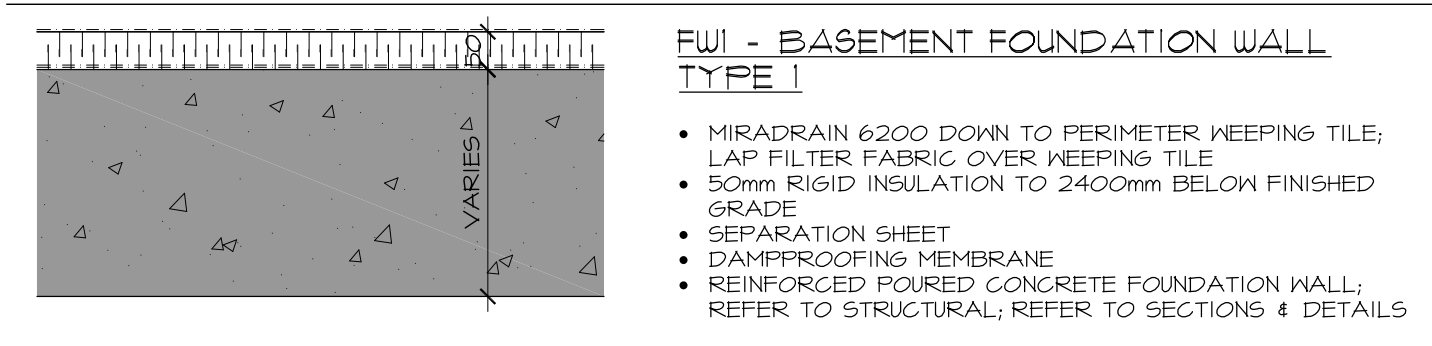 50
VARIES
FW1 - BASEMENT FOUNDATION WALL
TYPE 1
• MIRADRAIN 6200 DOWN TO PERIMETER WEEPING TILE;
LAP FILTER FABRIC OVER WEEPING TILE
• 50mm RIGID INSULATION TO 2400mm BELOW FINISHED
GRADE
• SEPARATION SHEET
• DAMPPROOFING MEMBRANE
• REINFORCED POURED CONCRETE FOUNDATION WALL;
REFER TO STRUCTURAL; REFER TO SECTIONS & DETAILS